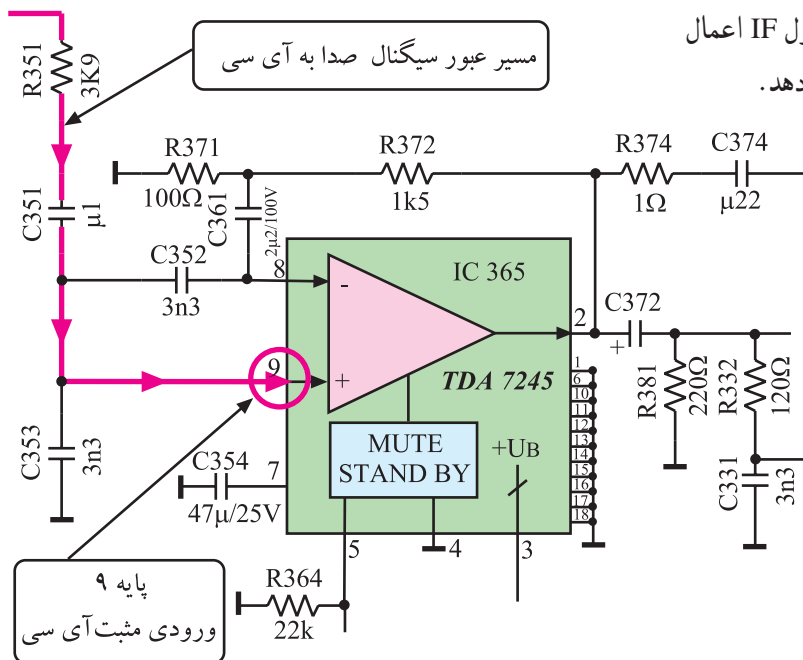 ول IF اعمال
دهد.
مسیر عبور سیگنال صدا به آی سی
R351
3K9
R371
100Ω
R372
1k5
R374
1Ω
C374
µ22
C351
µ1
C361
2µ2/100V
C352
3n3
8
IC 365
-
2
C372
+
9
+
TDA 7245
1
6
10
11
12
13
14
15
16
17
18
R381
220Ω
R332
120Ω
MUTE
STAND BY
+UB
C353
3n3
C354
47µ/25V
7
C331
3n3
5
4
3
R364
22k
پایه ۹
ورودی مثبت آی سی